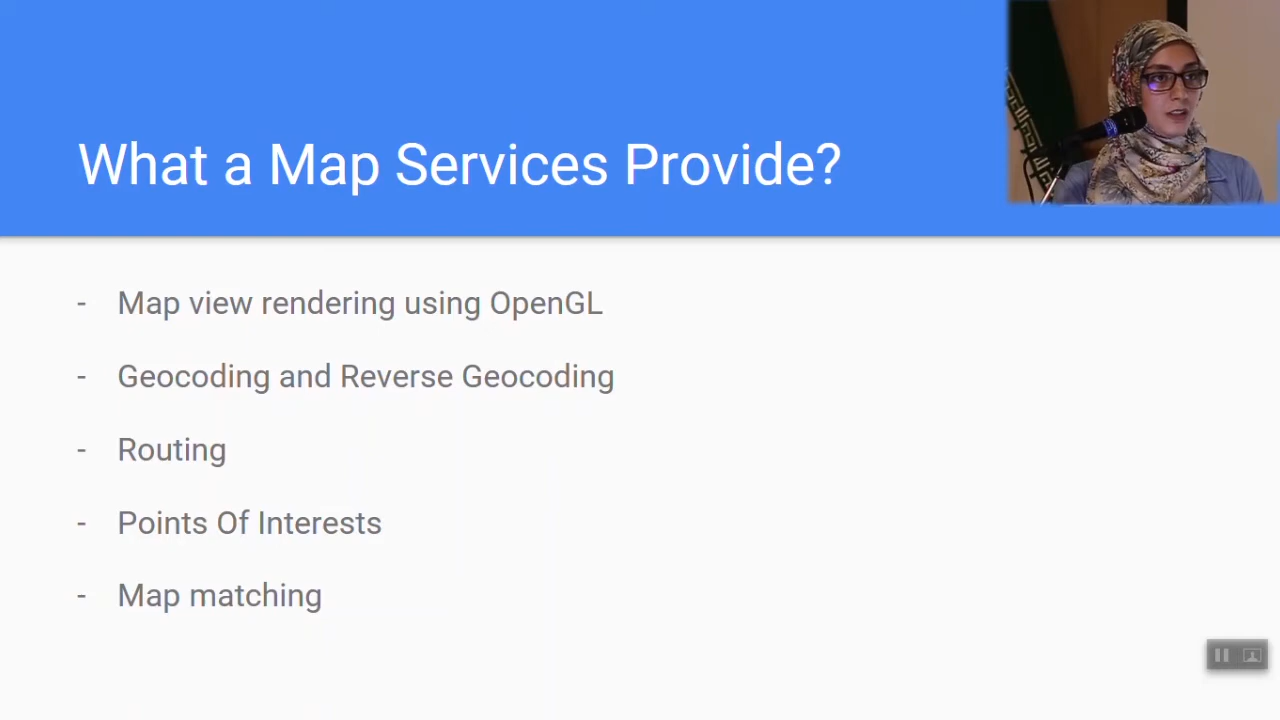 What a Map Services Provide?
- Map view rendering using OpenGL
- Geocoding and Reverse Geocoding
- Routing
- Points Of Interests
- Map matching